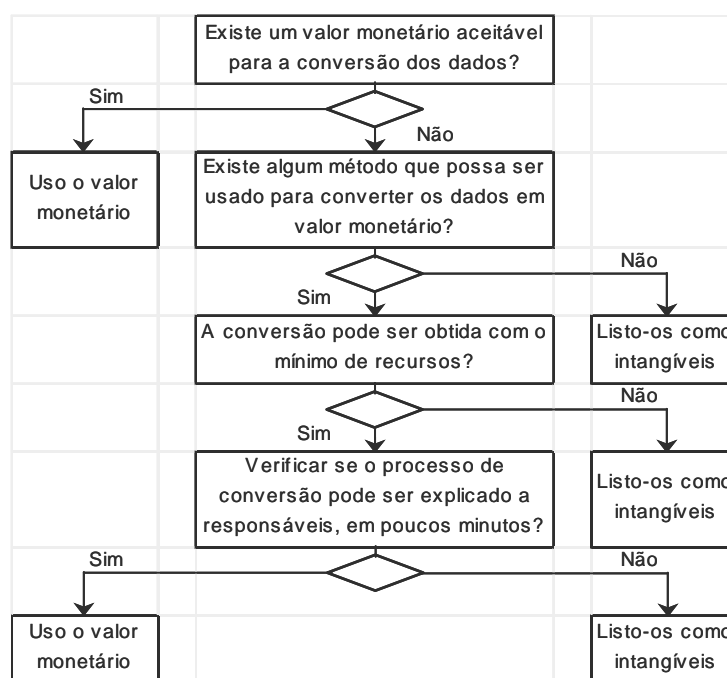 Existe um valor monetário aceitável
para a conversão dos dados?
Sim
Não
Uso o valor
monetário
Existe algum método que possa ser
usado para converter os dados em
valor monetário?
Não
Sim
A conversão pode ser obtida com o
mínimo de recursos?
Listo-os como
intangíveis
Não
Sim
Verificar se o processo de
conversão pode ser explicado a
responsáveis, em poucos minutos?
Listo-os como
intangíveis
Sim
Não
Uso o valor
monetário
Listo-os como
intangíveis